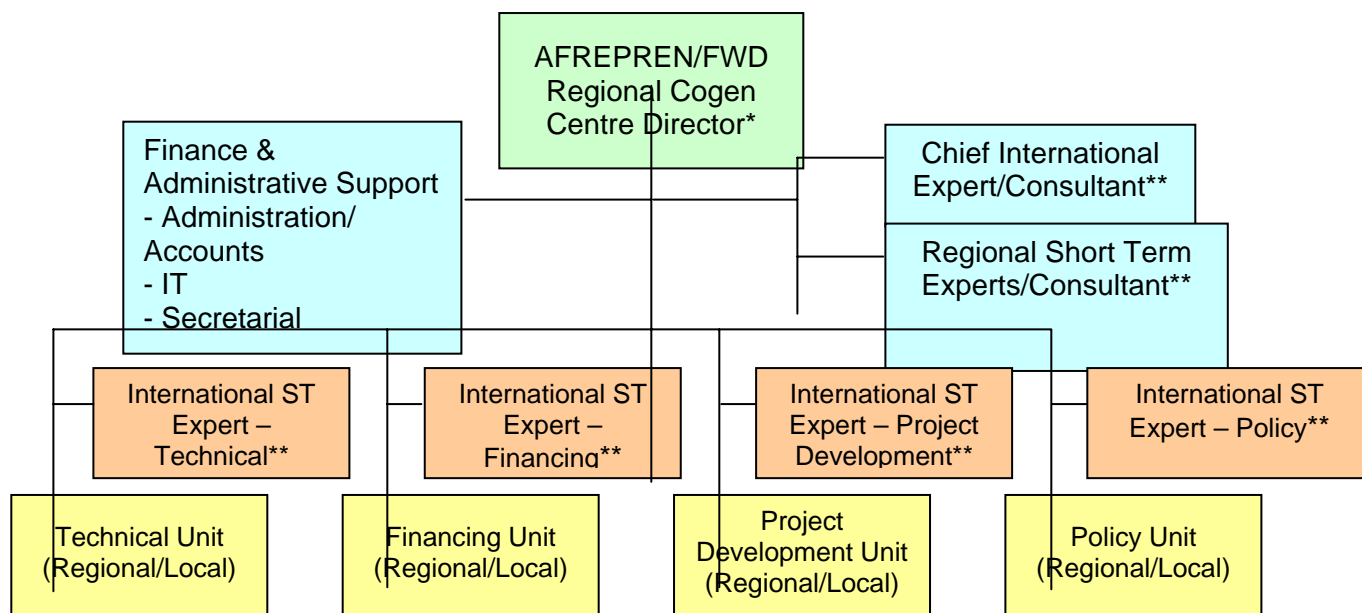 AFREPREN/FWD
Regional Cogen
Centre Director*
Finance &
Administrative Support
- Administration/
Accounts
- IT
- Secretarial
Chief International
Expert/Consultant**
Regional Short Term
Experts/Consultant**
International ST
Expert –
Technical**
International ST
Expert –
Financing**
International ST
Expert – Project
Development**
International ST
Expert – Policy**
Technical Unit
(Regional/Local)
Financing Unit
(Regional/Local)
Project
Development Unit
(Regional/Local)
Policy Unit
(Regional/Local)